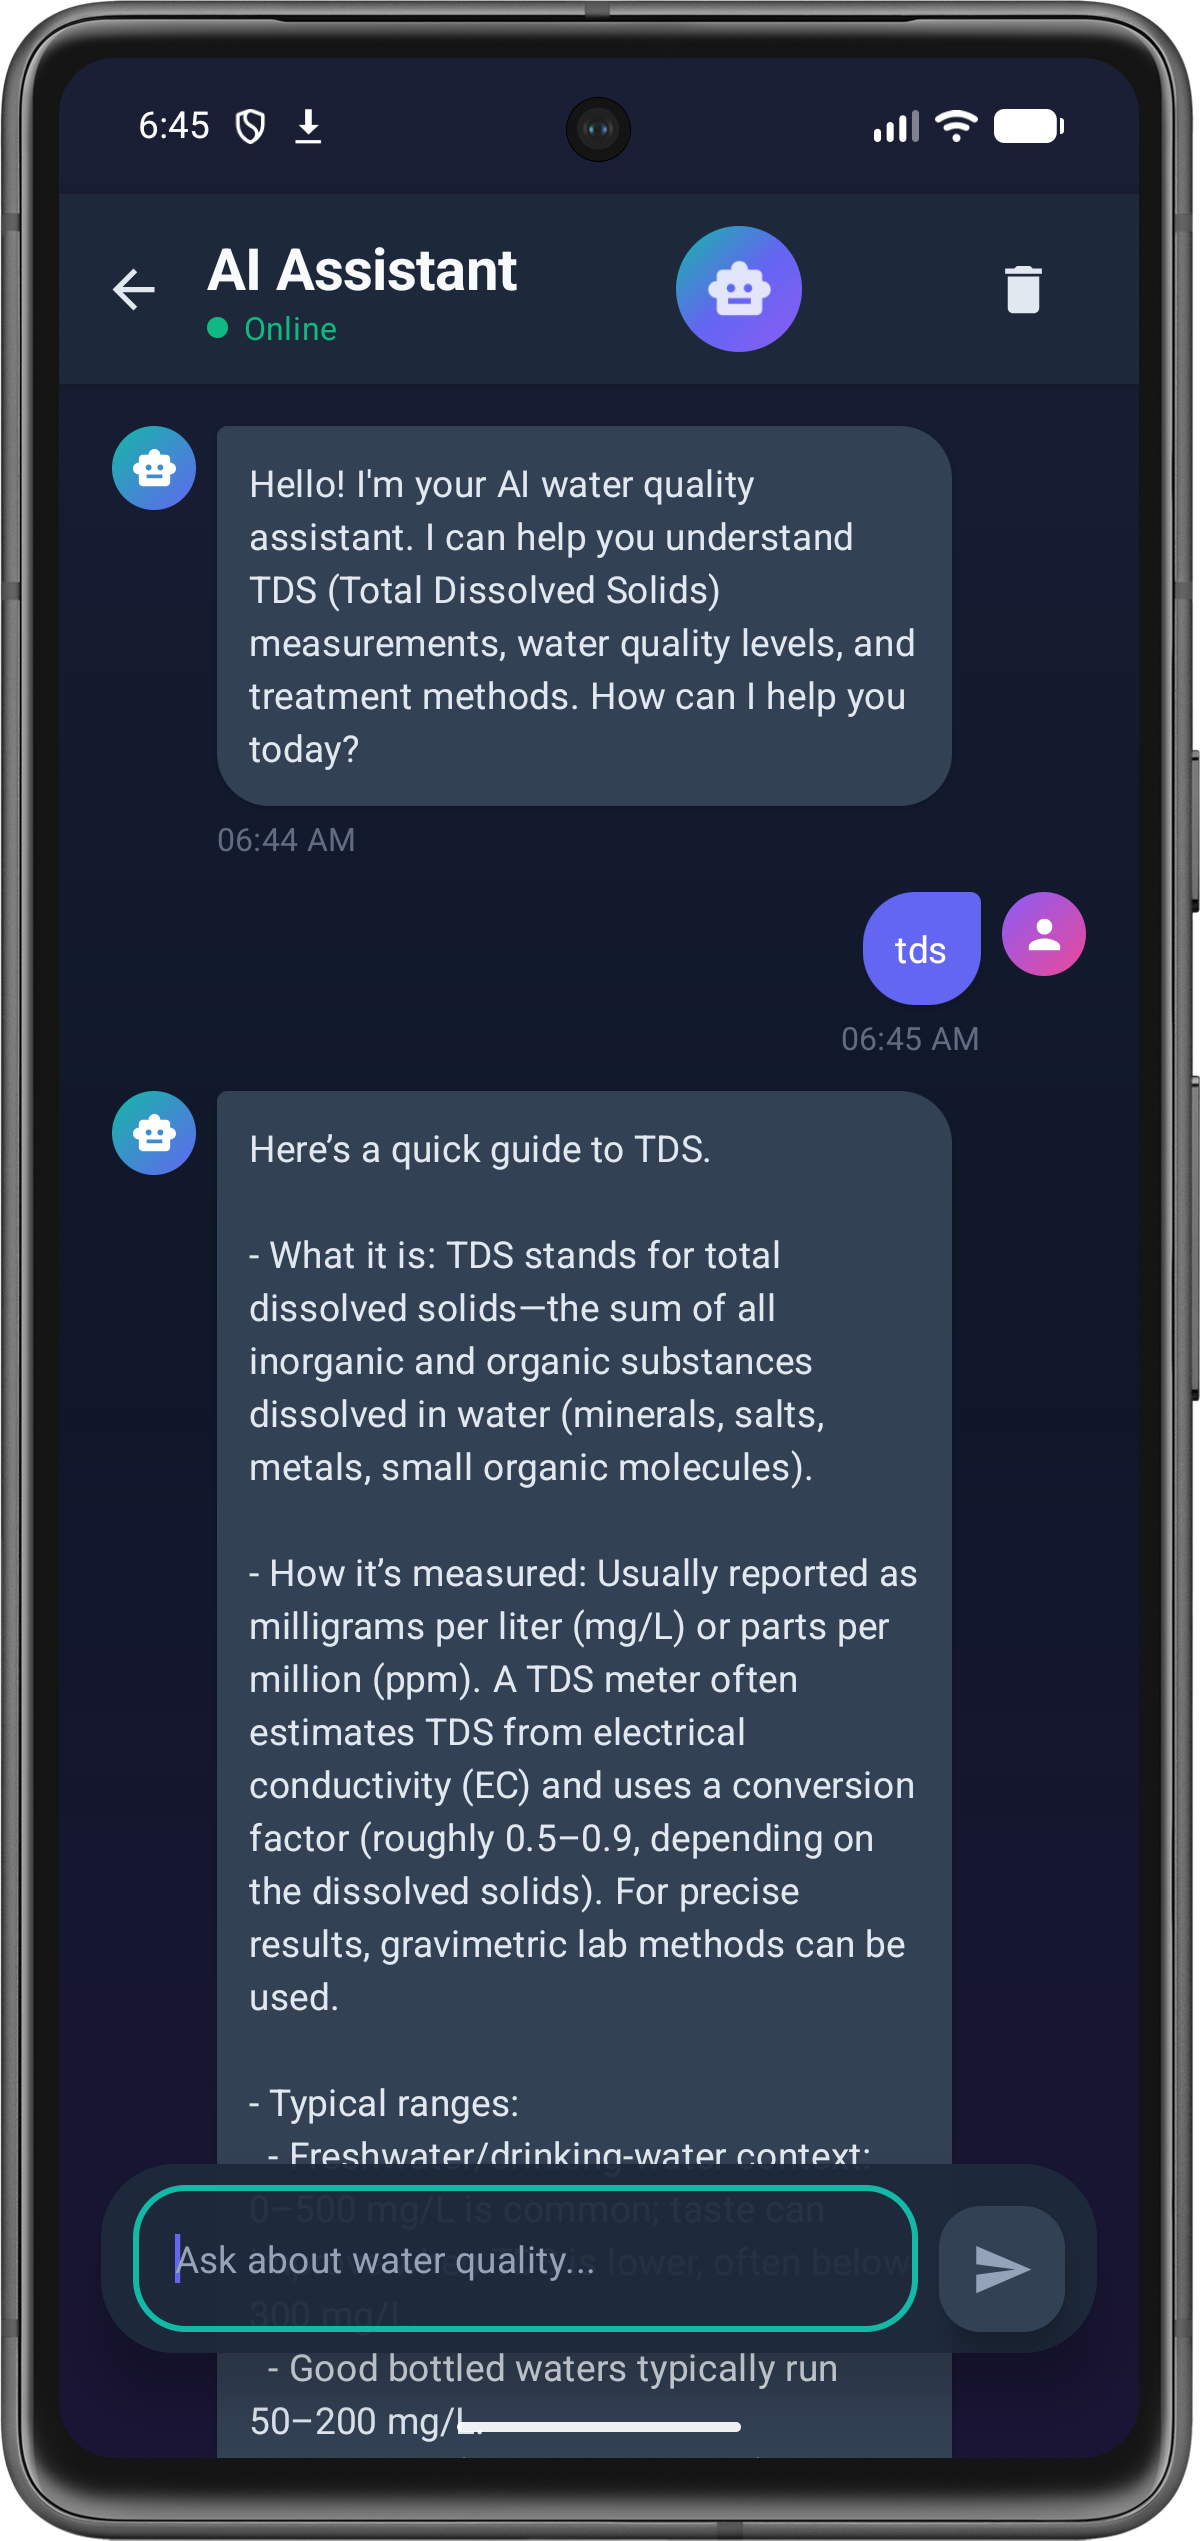 6:45
AI Assistant
Online
Hello! I'm your AI water quality
assistant. I can help you understand
TDS (Total Dissolved Solids)
measurements, water quality levels, and
treatment methods. How can I help you
today?
06:44 AM
tds
06:45 AM
Here’s a quick guide to TDS.
- What it is: TDS stands for total
dissolved solids—the sum of all
inorganic and organic substances
dissolved in water (minerals, salts,
metals, small organic molecules).
- How it’s measured: Usually reported as
milligrams per liter (mg/L) or parts per
million (ppm). A TDS meter often
estimates TDS from electrical
conductivity (EC) and uses a conversion
factor (roughly 0.5–0.9, depending on
the dissolved solids). For precise
results, gravimetric lab methods can be
used.
- Typical ranges:
- Freshwater/drinking-water context:
0–500 mg/L is common; taste can
is lower, often below
300 mg/L
Ask about water quality...
- Good bottled waters typically run
50–200 mg/L.